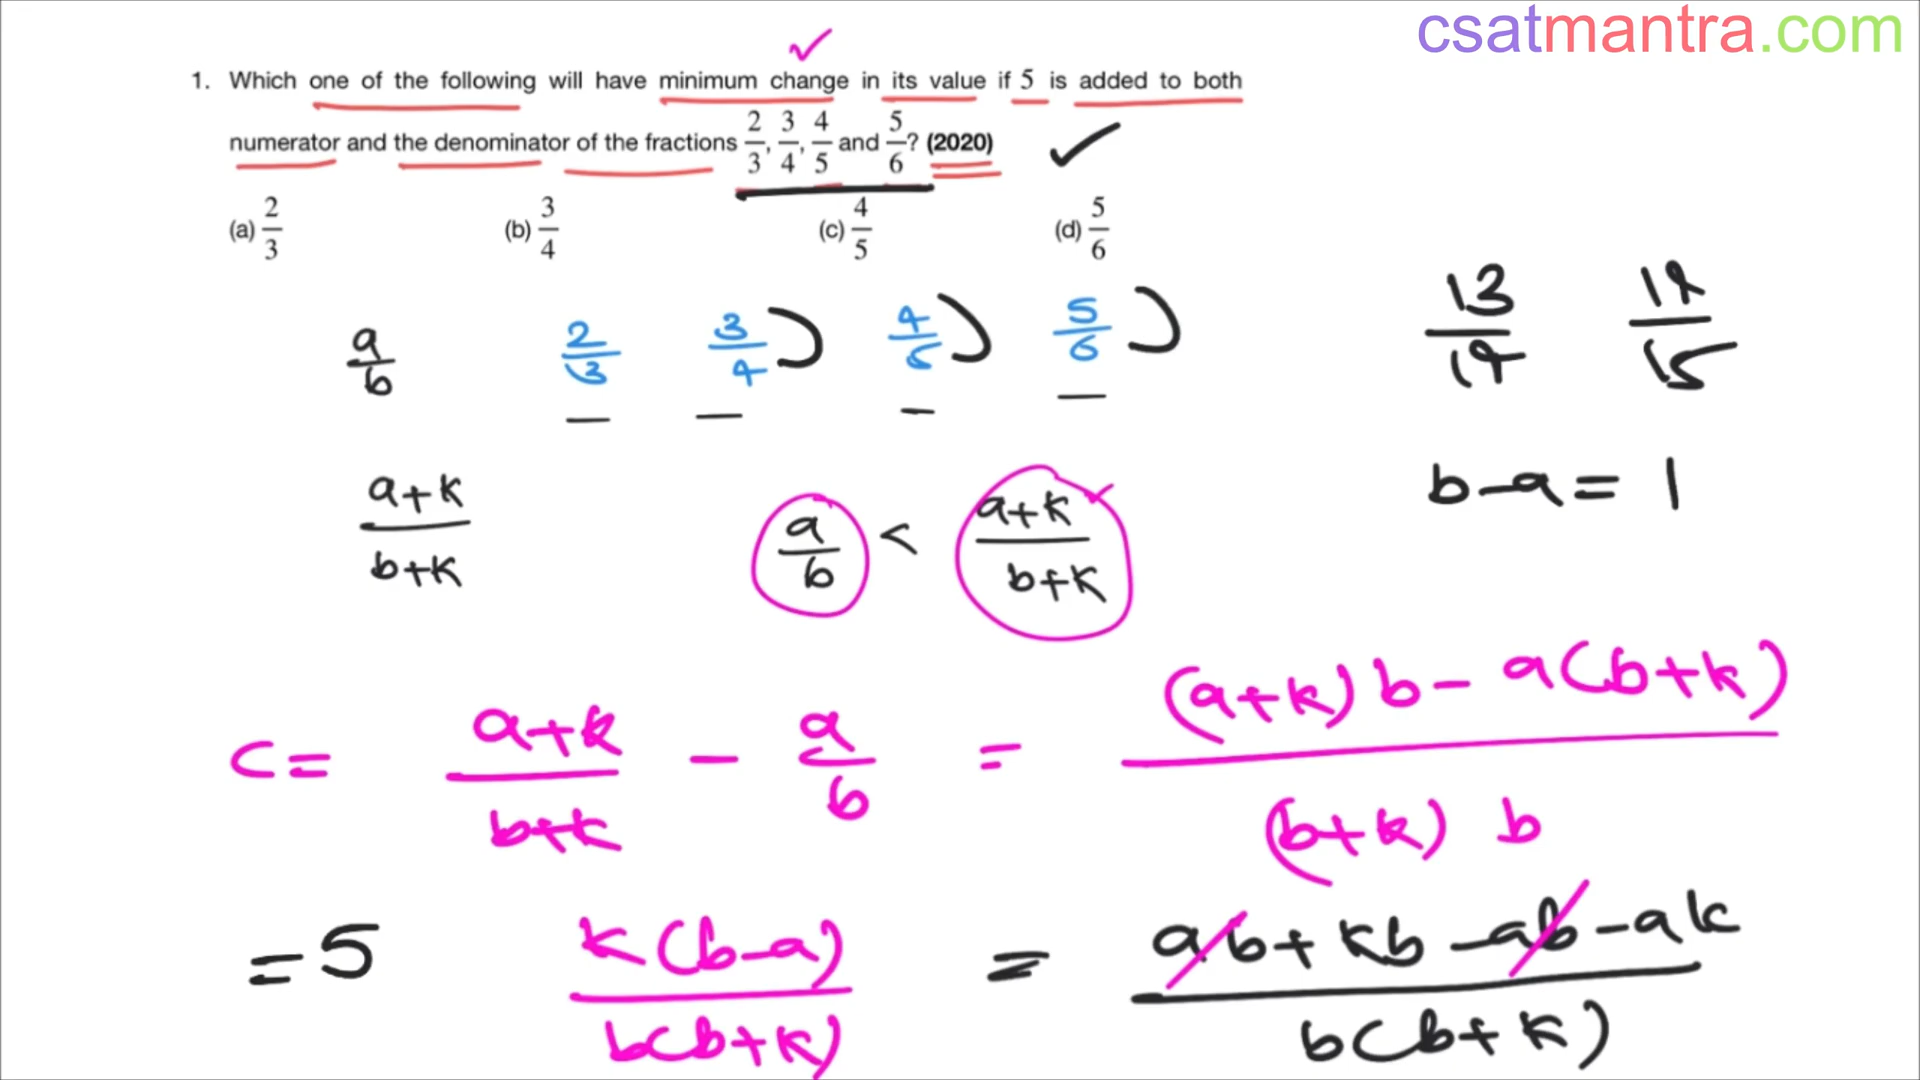 csatmantra.com
1. Which one of the following will have minimum change in its value if 5 is added to both
numerator and the denominator of the fractions 2/3, 3/4, 4/5 and 5/6? (2020)
(a) 2/3 (b) 3/4 (c) 4/5 (d) 5/6
a/b 2/3 3/4 4/5 5/6 13/14 14/15
a+k/b+k a/b < a+k/b+k b-a=1
c= a+k/b+k - a/b = (a+k)b-a(b+k)/(b+k) b
=5 k(b-a)/b(b+k) = ab+kb-ab-ak/b(b+k)